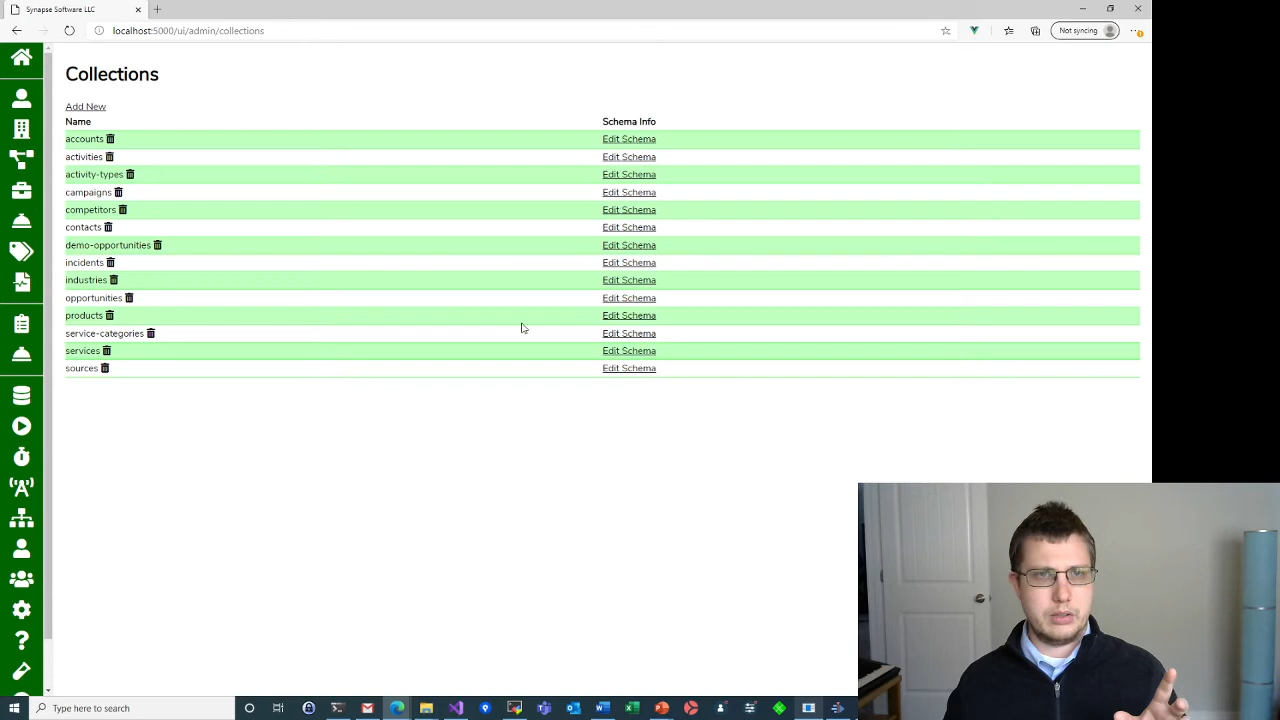 Synapse Software LLC
localhost:5000/ui/admin/collections
Not syncing
Collections
Add New
Name Schema Info
accounts Edit Schema
activities Edit Schema
activity-types Edit Schema
campaigns Edit Schema
competitors Edit Schema
contacts Edit Schema
demo-opportunities Edit Schema
incidents Edit Schema
industries Edit Schema
opportunities Edit Schema
products Edit Schema
service-categories Edit Schema
services Edit Schema
sources Edit Schema
Type here to search